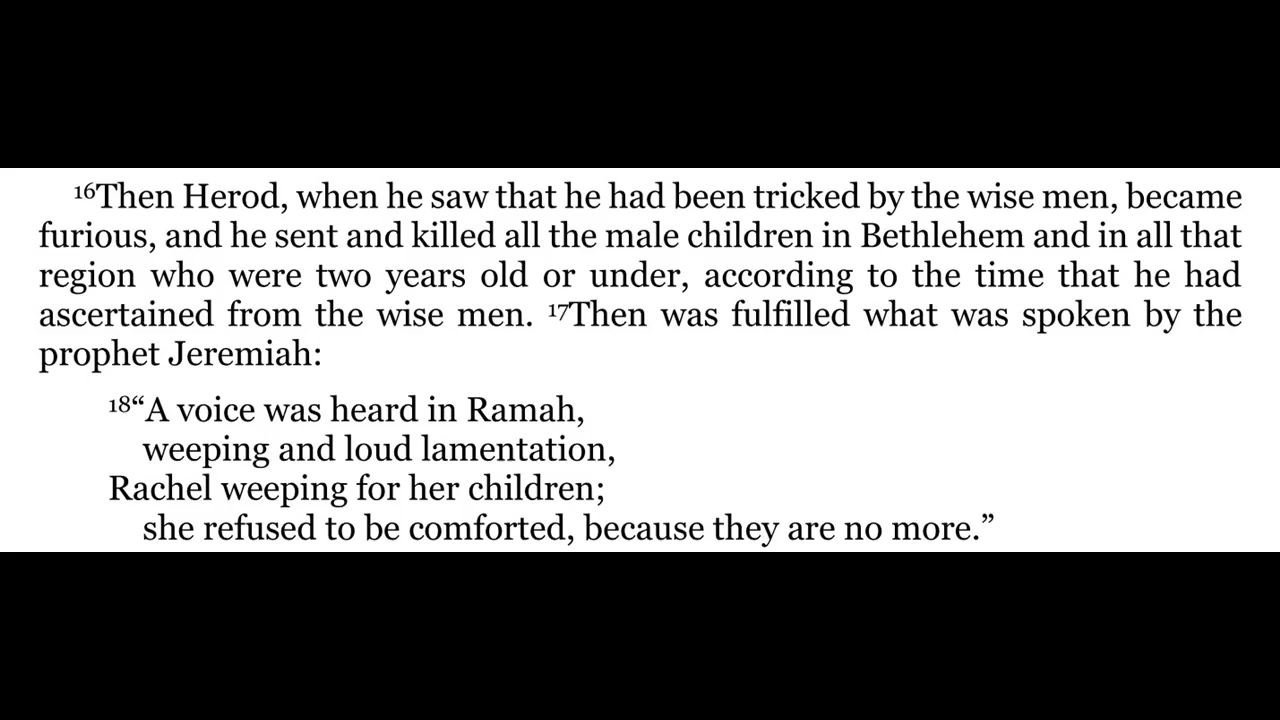 16Then Herod, when he saw that he had been tricked by the wise men, became
furious, and he sent and killed all the male children in Bethlehem and in all that
region who were two years old or under, according to the time that he had
ascertained from the wise men. 17Then was fulfilled what was spoken by the
prophet Jeremiah:
18“A voice was heard in Ramah,
weeping and loud lamentation,
Rachel weeping for her children;
she refused to be comforted, because they are no more.”